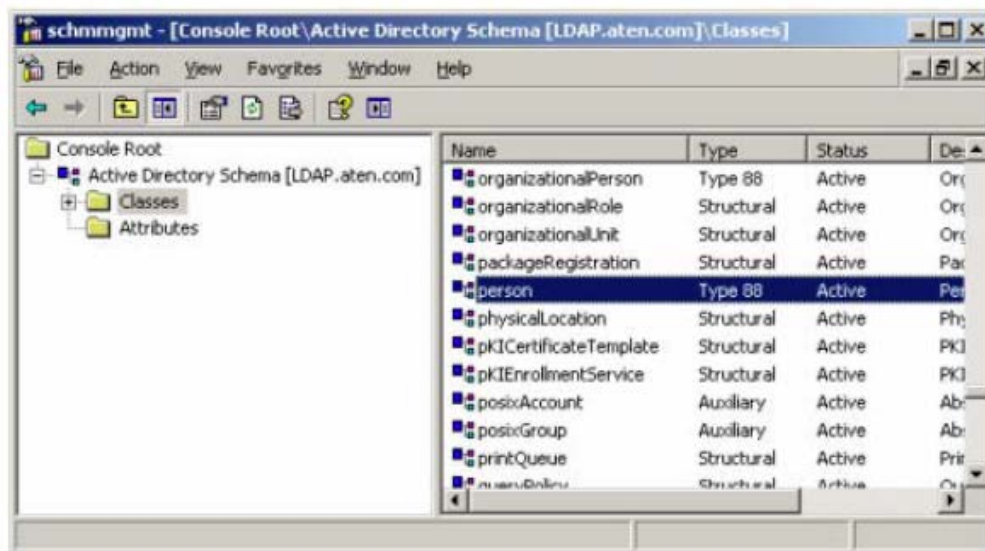 schmmgmt - [Console Root\Active Directory Schema [LDAP.aten.com]\Classes]
File Action View Favorites Window Help
Console Root
Active Directory Schema [LDAP.aten.com]
Classes
Attributes
Name Type Status
organizationalPerson Type 88 Active
organizationalRole Structural Active
organizationalUnit Structural Active
packageRegistration Structural Active
person Type 88 Active
physicalLocation Structural Active
pKICertificateTemplate Structural Active
pKIEnrollmentService Structural Active
posixAccount Auxiliary Active
posixGroup Auxiliary Active
printQueue Structural Active
queryPolicy Structural Active